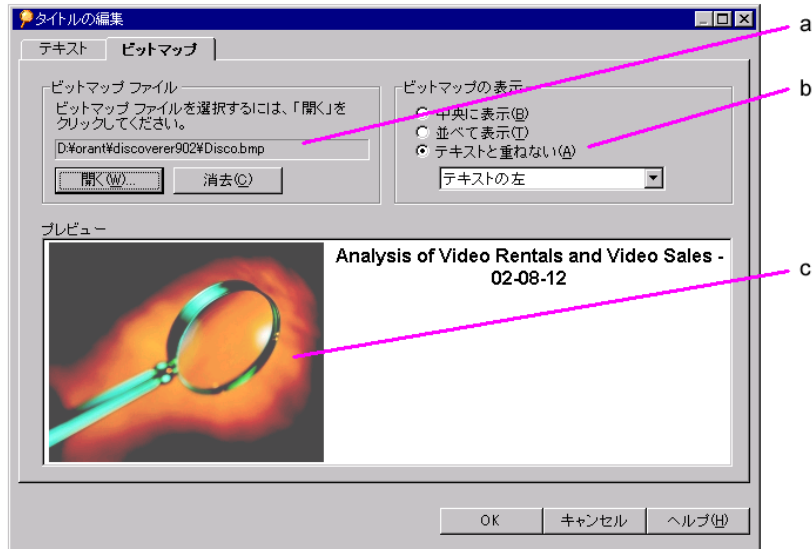 タイトルの編集
a
テキスト ビットマップ
ビットマップ ファイル
ビットマップ ファイルを選択するには、「開く」を
クリックしてください。
D:¥orant¥discoverer902¥Disco.bmp
開く(W)... 消去(C)
ビットマップの表示
b
中央に表示(B)
並べて表示(T)
テキストと重ねない(A)
テキストの左
プレビュー
Analysis of Video Rentals and Video Sales -
02-08-12
c
OK キャンセル ヘルプ(H)